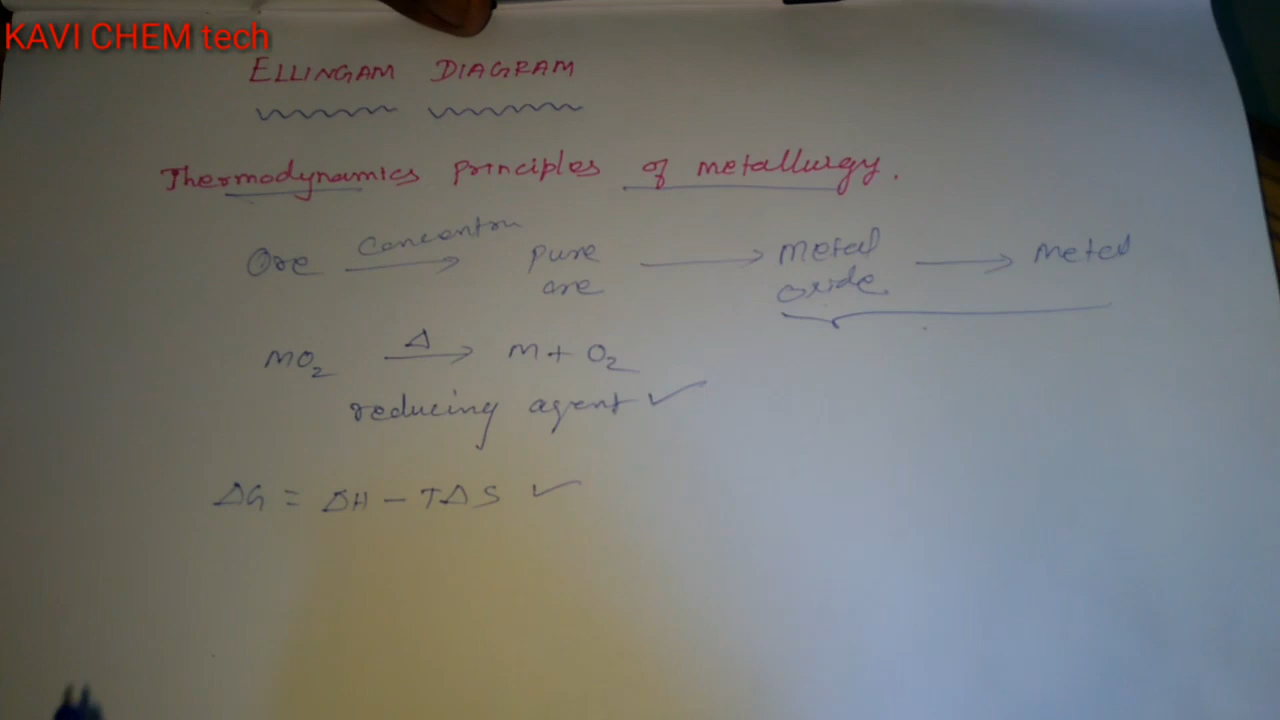 KAVI CHEM tech
ELLINGAM DIAGRAM
Thermodynamics principles of metallurgy.
Ore Concentrn → pure ore → metal oxide → metal
MO₂ Δ→ M + O₂
reducing agent ✓
ΔG = ΔH - TΔS ✓